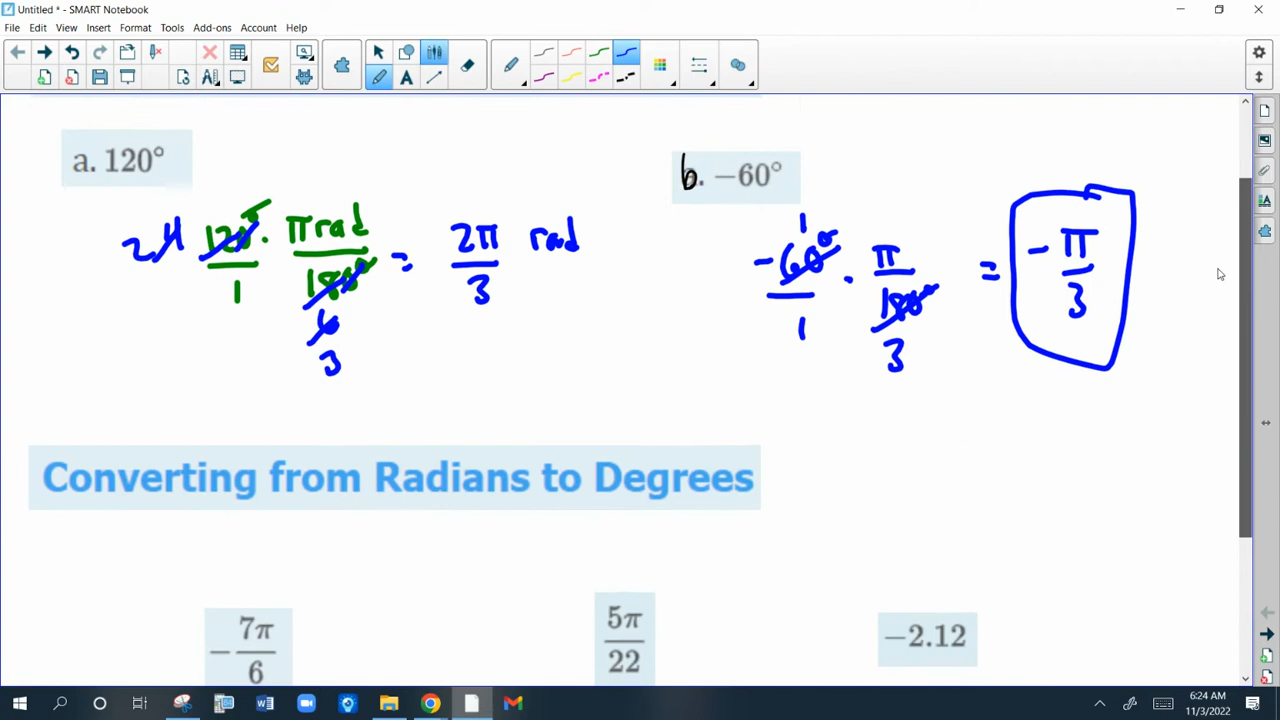 Untitled * - SMART Notebook
File Edit View Insert Format Tools Add-ons Account Help
a. 120°
b. −60°
2 4 120°/1 · π rad/180° 6 3 = 2π/3 rad
1 -60°/1 · π/180° 3 = - π/3
Converting from Radians to Degrees
− 7π/6
5π/22
−2.12
6:24 AM
11/3/2022